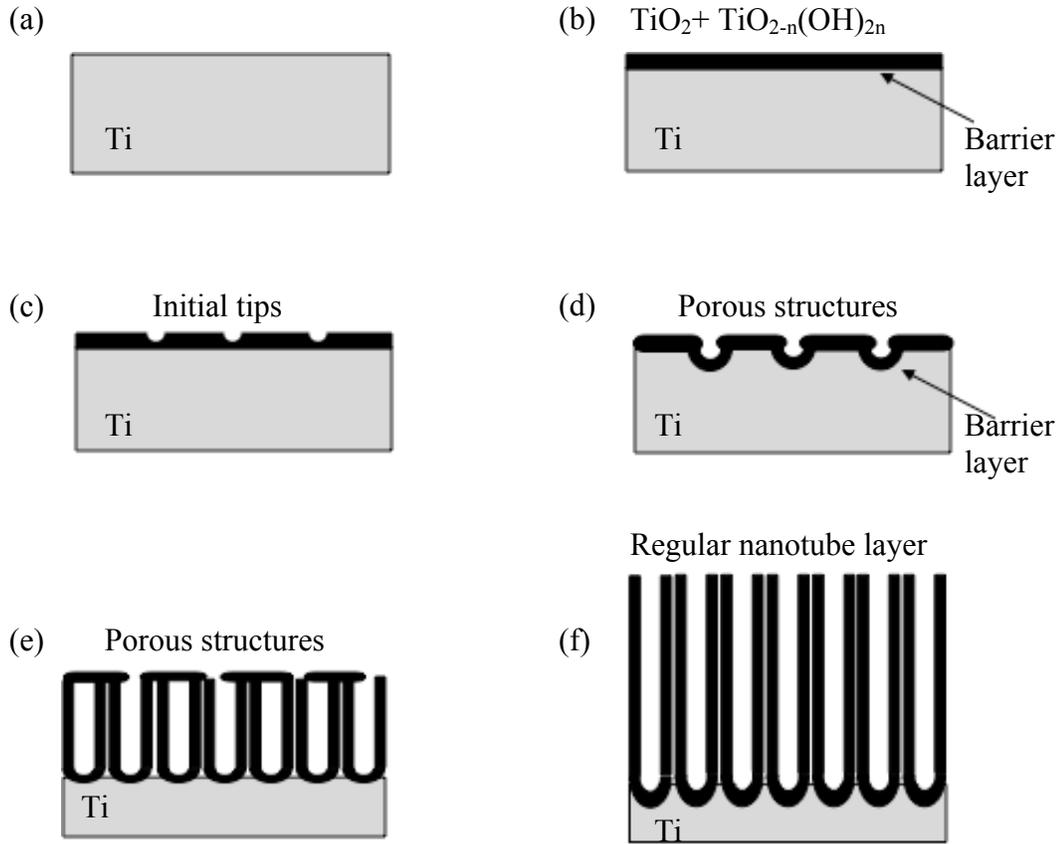 (a)
Ti
(b) TiO₂+ TiO₂₋ₙ(OH)₂ₙ
Ti
Barrier
layer
(c) Initial tips
Ti
(d) Porous structures
Ti
Barrier
layer
(e) Porous structures
Ti
(f) Regular nanotube layer
Ti